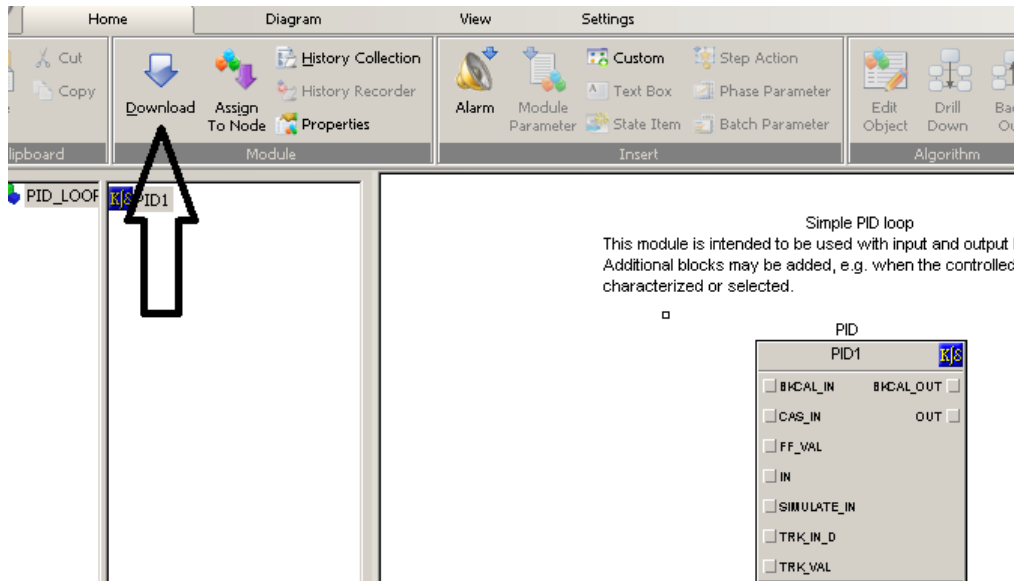 Home Diagram View Settings
Cut
Copy
Download
Assign
To Node
History Collection
History Recorder
Properties
Alarm
Module
Parameter
Custom
Text Box
State Item
Step Action
Phase Parameter
Batch Parameter
Edit
Object
Drill
Down
Module
Insert
Algorithm
PID_LOOP
PID1
Simple PID loop
This module is intended to be used with input and output
Additional blocks may be added, e.g. when the controlled
characterized or selected.
PID
PID1
BKCAL_IN BKCAL_OUT
CAS_IN OUT
FF_VAL
IN
SIMULATE_IN
TRK_IN_D
TRK_VAL